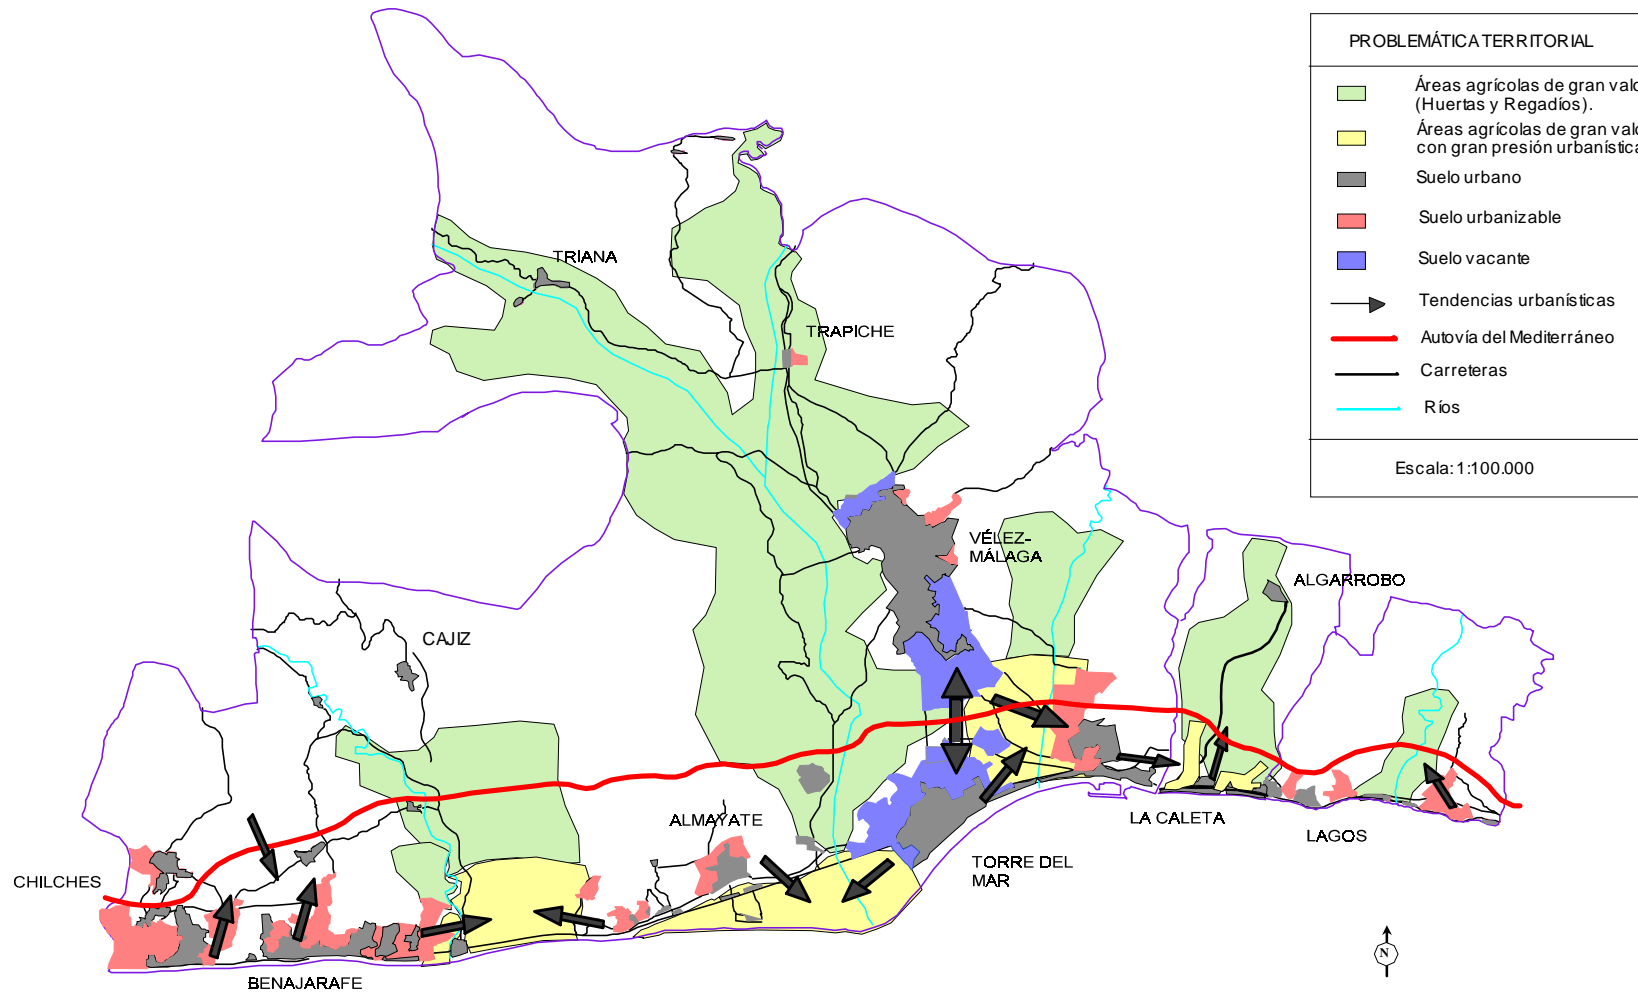 PROBLEMÁTICA TERRITORIAL
Áreas agrícolas de gran
(Huertas y Regadíos).
Áreas agrícolas de gran
con gran presión urbanística
Suelo urbano
Suelo urbanizable
Suelo vacante
Tendencias urbanísticas
Autovía del Mediterráneo
Carreteras
Ríos
Escala: 1:100.000
TRIANA
TRAPICHE
VÉLEZ-
MÁLAGA
ALGARROBO
CAJIZ
ALMAYATE
LA CALETA
LAGOS
TORRE DEL
MAR
CHILCHES
BENAJARAFE
N